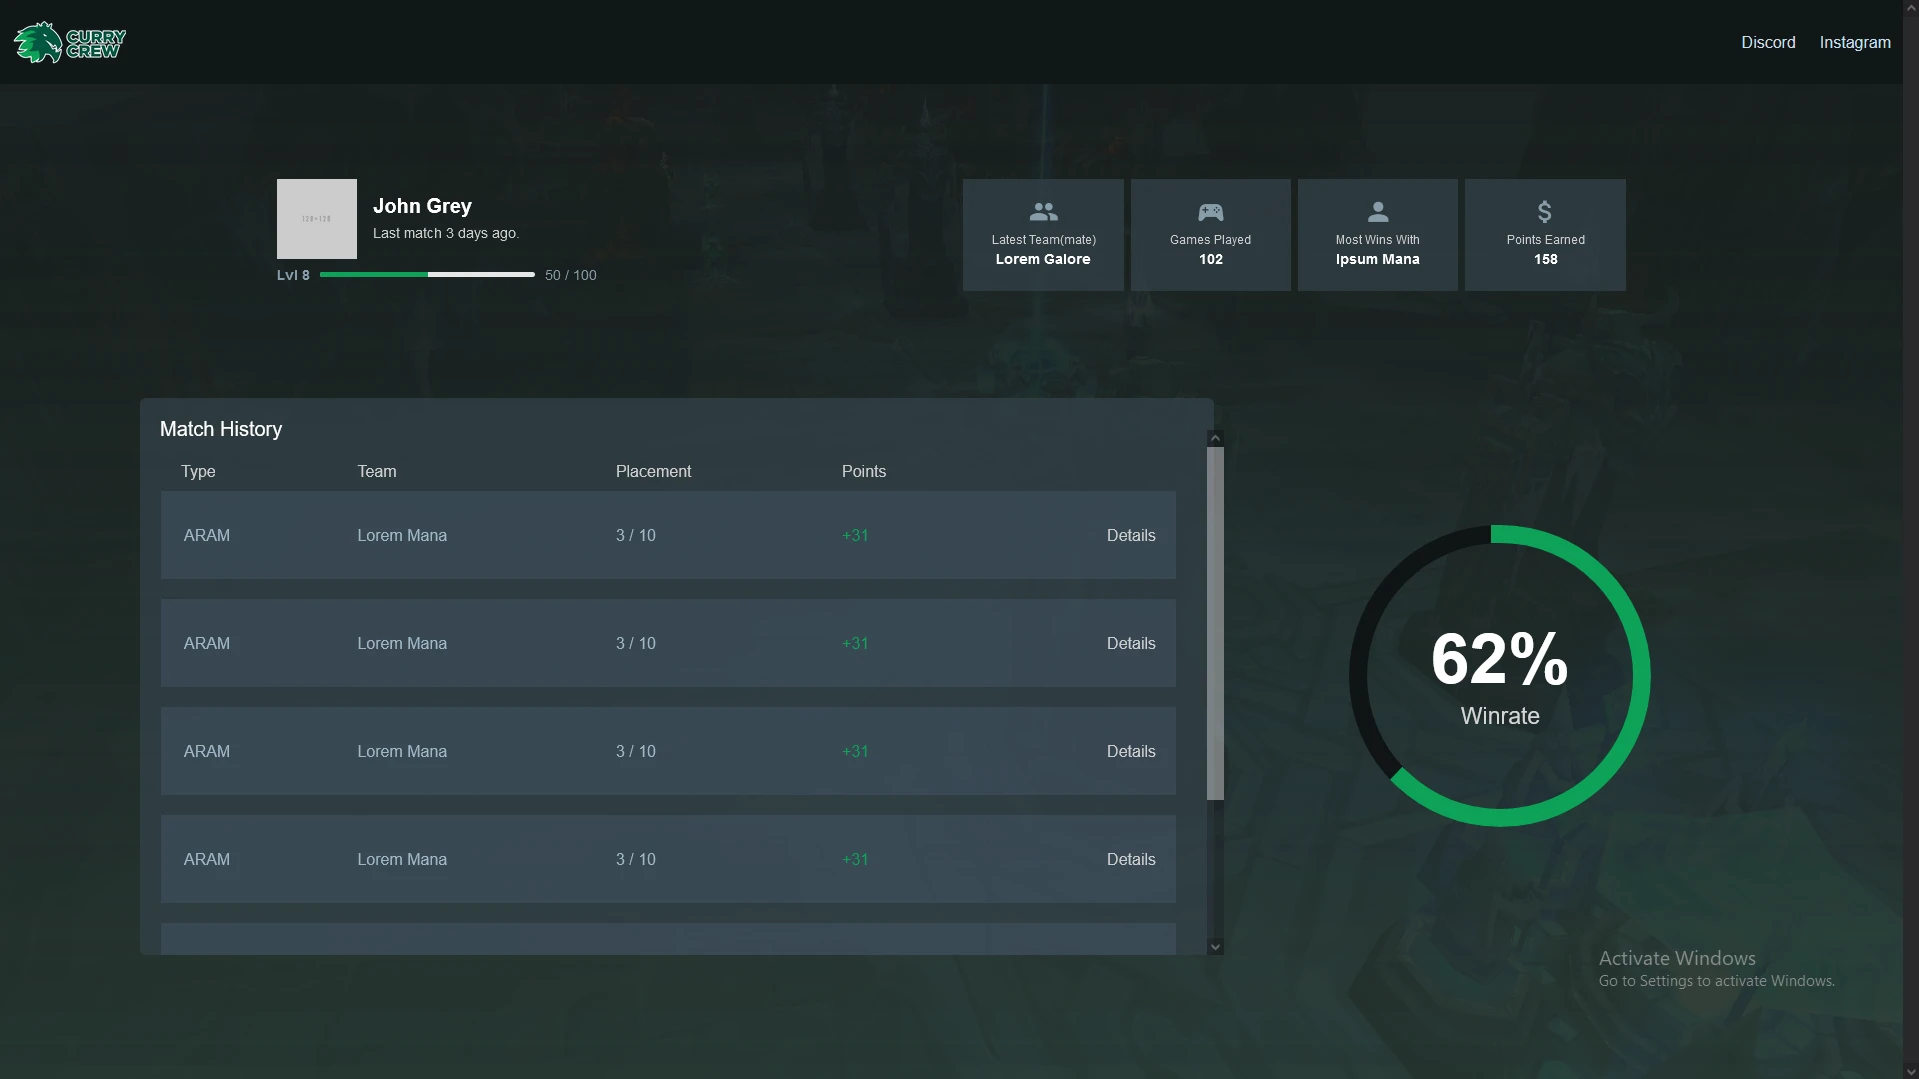 CURRY
CREW
Discord Instagram
128×128
John Grey
Last match 3 days ago.
Lvl 8 50 / 100
Latest Team(mate)
Lorem Galore
Games Played
102
Most Wins With
Ipsum Mana
Points Earned
158
Match History
Type Team Placement Points
ARAM Lorem Mana 3 / 10 +31 Details
ARAM Lorem Mana 3 / 10 +31 Details
ARAM Lorem Mana 3 / 10 +31 Details
ARAM Lorem Mana 3 / 10 +31 Details
62%
Winrate
Activate Windows
Go to Settings to activate Windows.